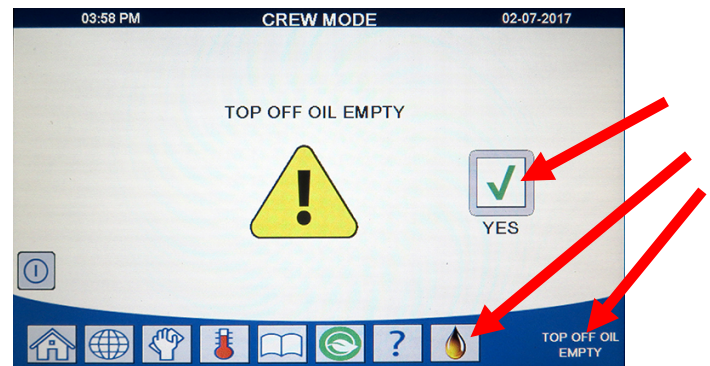 03:58 PM CREW MODE 02-07-2017
TOP OFF OIL EMPTY
!
YES
?
TOP OFF OIL
EMPTY